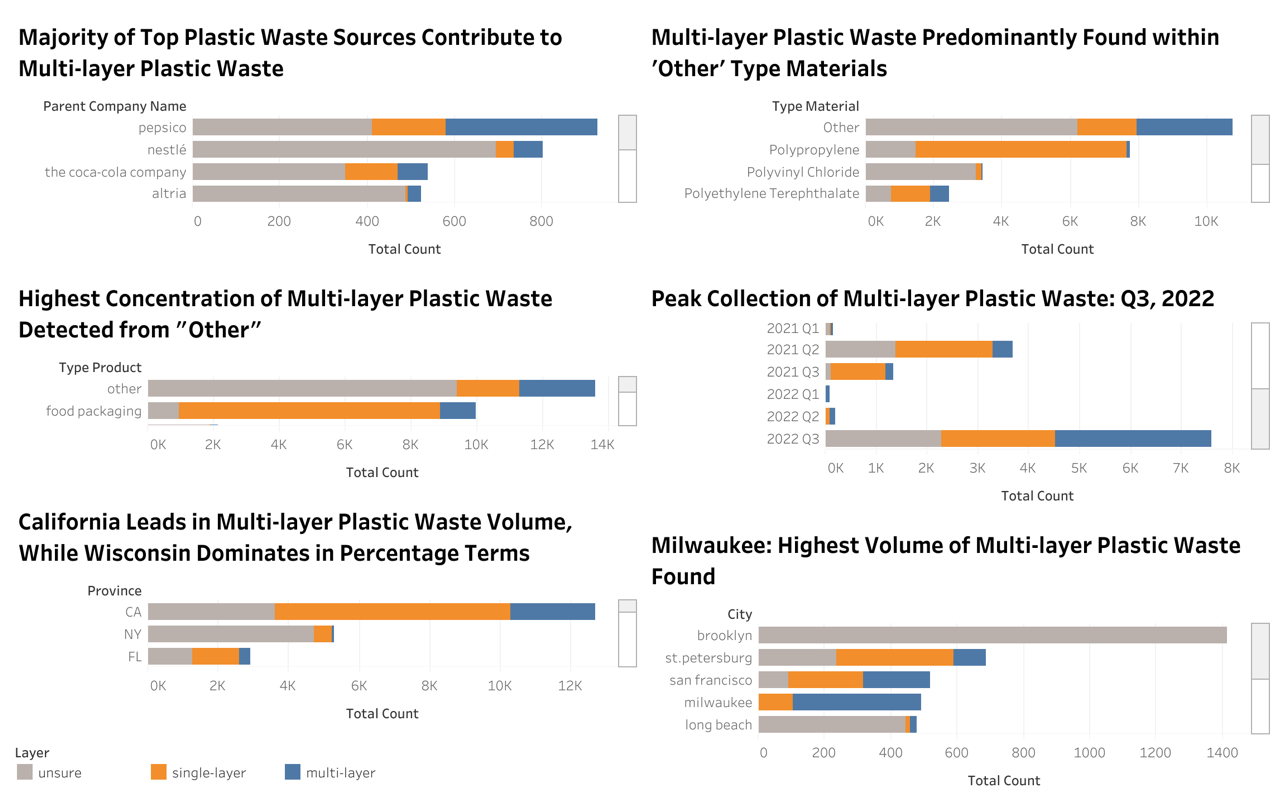 Majority of Top Plastic Waste Sources Contribute to
Multi-layer Plastic Waste
Parent Company Name
pepsico
nestlé
the coca-cola company
altria
0 200 400 600 800
Total Count
Multi-layer Plastic Waste Predominantly Found within
'Other' Type Materials
Type Material
Other
Polypropylene
Polyvinyl Chloride
Polyethylene Terephthalate
0K 2K 4K 6K 8K 10K
Total Count
Highest Concentration of Multi-layer Plastic Waste
Detected from "Other"
Type Product
other
food packaging
0K 2K 4K 6K 8K 10K 12K 14K
Total Count
Peak Collection of Multi-layer Plastic Waste: Q3, 2022
2021 Q1
2021 Q2
2021 Q3
2022 Q1
2022 Q2
2022 Q3
0K 1K 2K 3K 4K 5K 6K 7K 8K
Total Count
California Leads in Multi-layer Plastic Waste Volume,
While Wisconsin Dominates in Percentage Terms
Province
CA
NY
FL
0K 2K 4K 6K 8K 10K 12K
Total Count
Milwaukee: Highest Volume of Multi-layer Plastic Waste
Found
City
brooklyn
st.petersburg
san francisco
milwaukee
long beach
0 200 400 600 800 1000 1200 1400
Total Count
Layer
unsure single-layer multi-layer